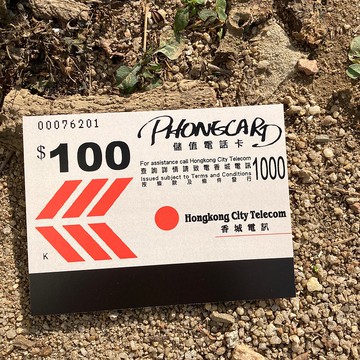 00076201
PHONECARD
儲值電話卡
$100
For assistance call Hongkong City Telecom
查詢詳情請致電香城電訊
Issued subject to Terms and Conditions
按條款及條件發行
1000
Hongkong City Telecom
香城電訊
K